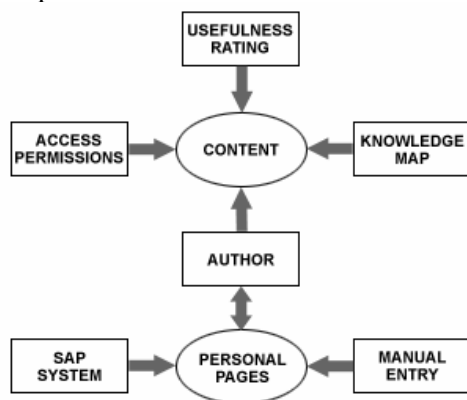 USEFULNESS
RATING
ACCESS
PERMISSIONS
CONTENT
KNOWLEDGE
MAP
AUTHOR
SAP
SYSTEM
PERSONAL
PAGES
MANUAL
ENTRY